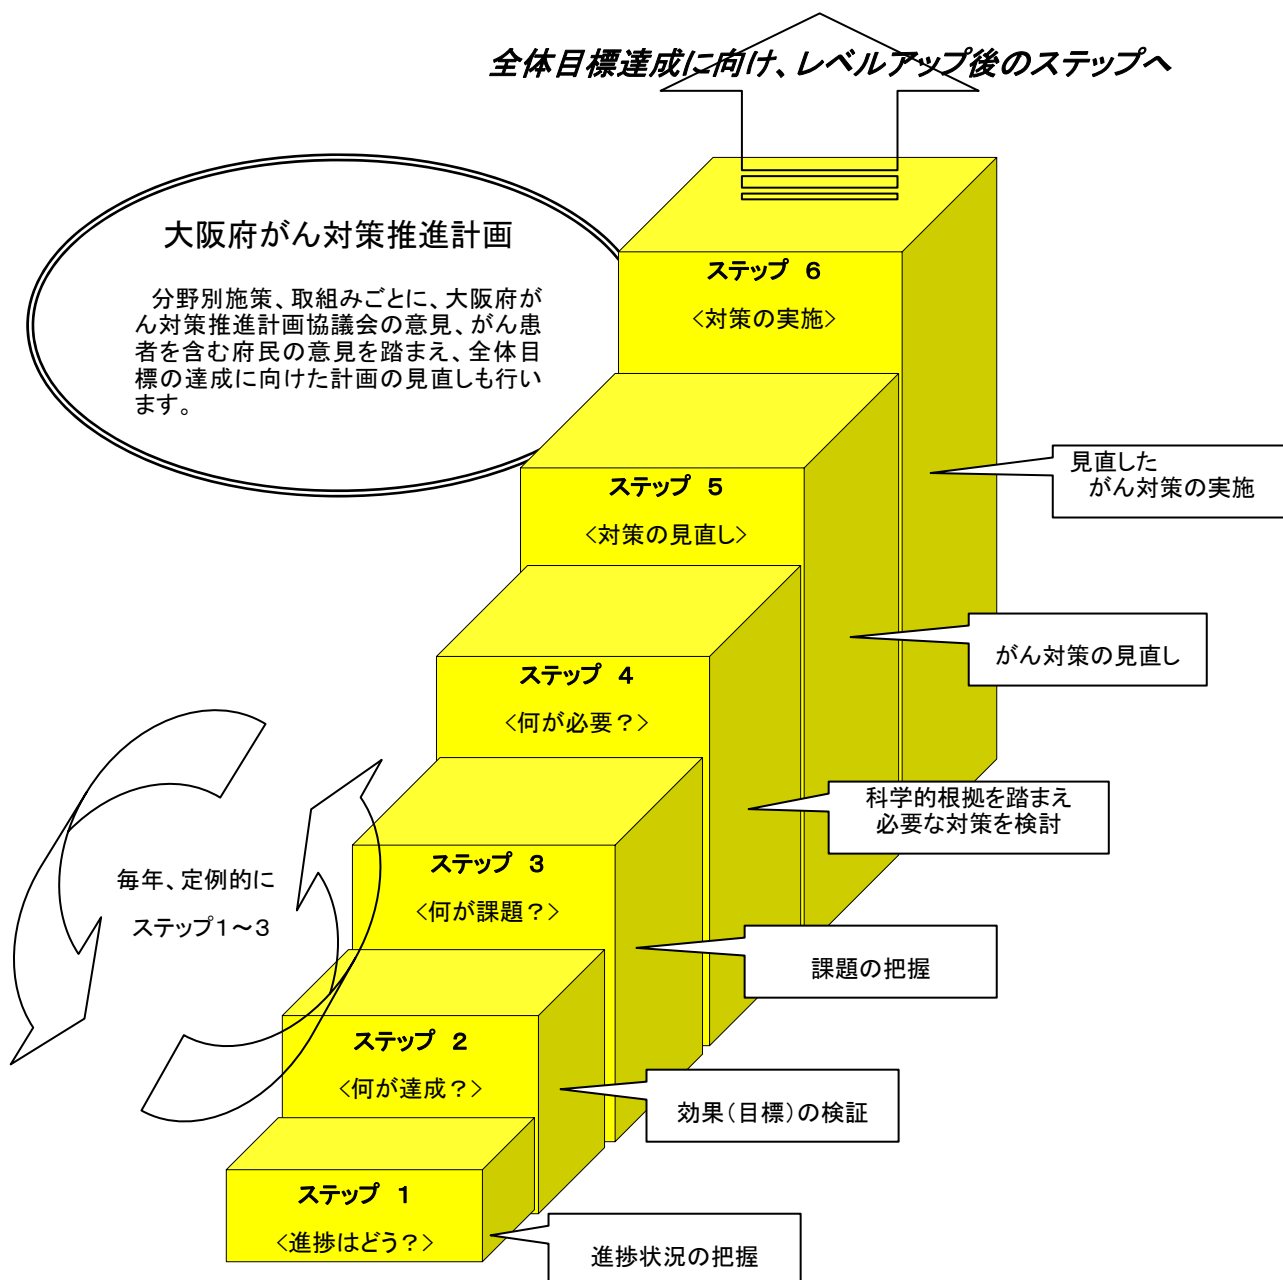 全体目標達成に向け、レベルアップ後のステップへ
大阪府がん対策推進計画
分野別施策、取組みごとに、大阪府が
ん対策推進計画協議会の意見、がん患
者を含む府民の意見を踏まえ、全体目
標の達成に向けた計画の見直しも行い
ます。
ステップ　6
<対策の実施>
見直した
がん対策の実施
ステップ　5
<対策の見直し>
がん対策の見直し
ステップ　4
<何が必要？>
科学的根拠を踏まえ
必要な対策を検討
ステップ　3
<何が課題？>
課題の把握
毎年、定例的に
ステップ１～３
ステップ　2
<何が達成？>
効果（目標）の検証
ステップ　1
<進捗はどう？>
進捗状況の把握